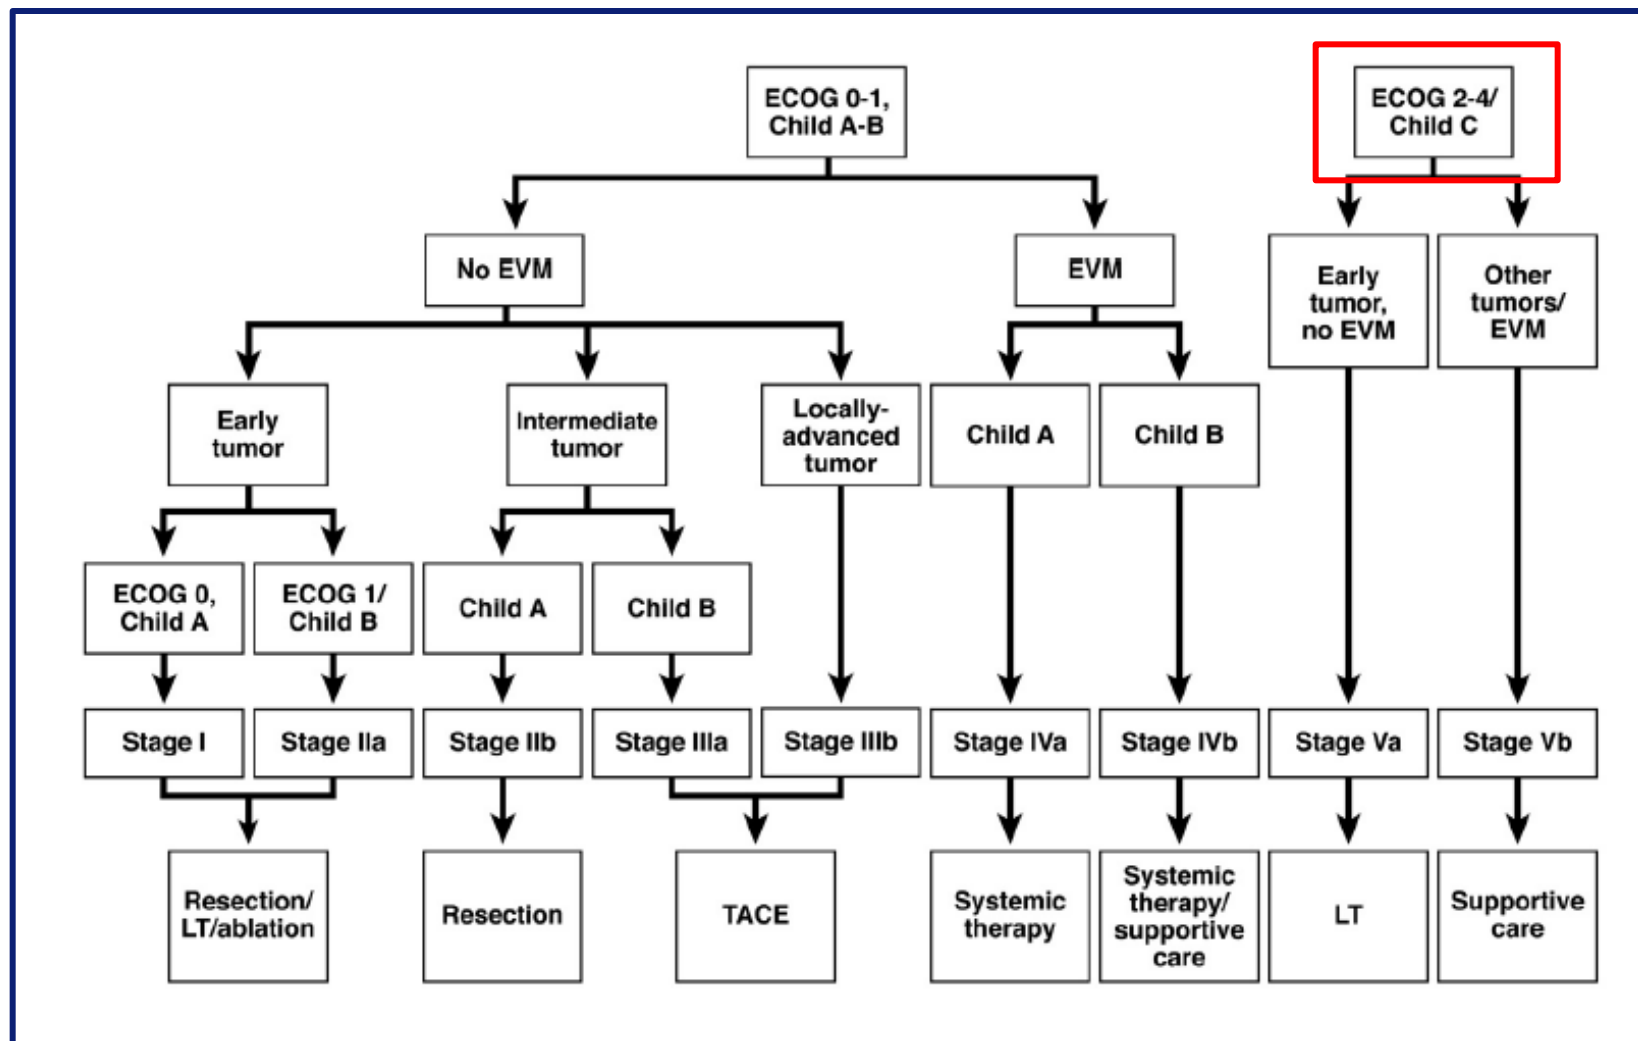 ECOG 0-1,
Child A-B
ECOG 2-4/
Child C
No EVM
EVM
Early
tumor,
no EVM
Other
tumors/
EVM
Early
tumor
Intermediate
tumor
Locally-
advanced
tumor
Child A
Child B
ECOG 0,
Child A
ECOG 1/
Child B
Child A
Child B
Stage I
Stage IIa
Stage IIb
Stage IIIa
Stage IIIb
Stage IVa
Stage IVb
Stage Va
Stage Vb
Resection/
LT/ablation
Resection
TACE
Systemic
therapy
Systemic
therapy/
supportive
care
LT
Supportive
care